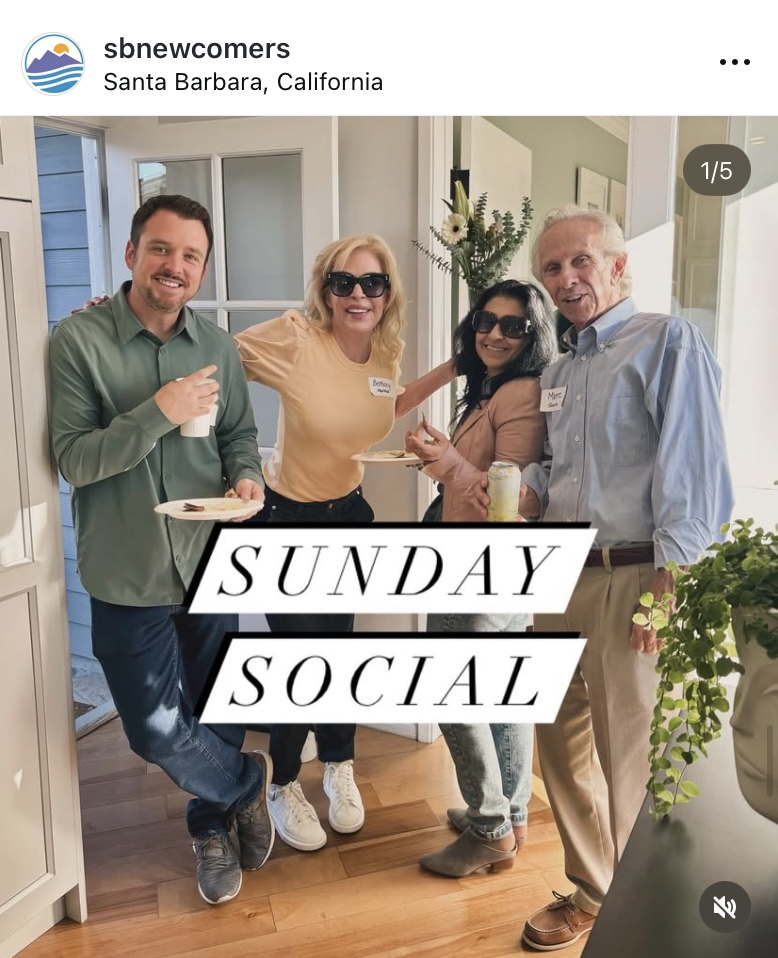 sbnewcomers
Santa Barbara, California
1/5
Bethany
Marc
SUNDAY
SOCIAL